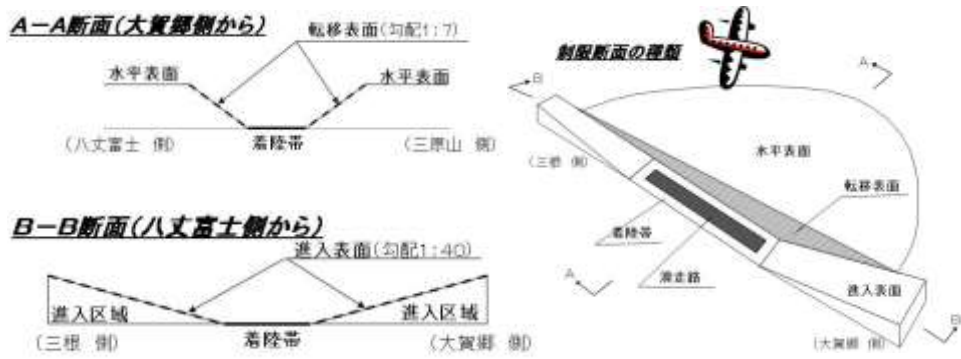 A－A断面(大賀郷側から)
転移表面(勾配1:7)
水平表面
水平表面
(八丈富士 側)
着陸帯
(三原山 側)
B－B断面(八丈富士側から)
進入表面(勾配1:40)
進入区域
進入区域
(三根 側)
着陸帯
(大賀郷 側)
制限断面の種類
A
B
水平表面
(三根 側)
転移表面
着陸帯
A
滑走路
進入表面
B
(大賀郷 側)